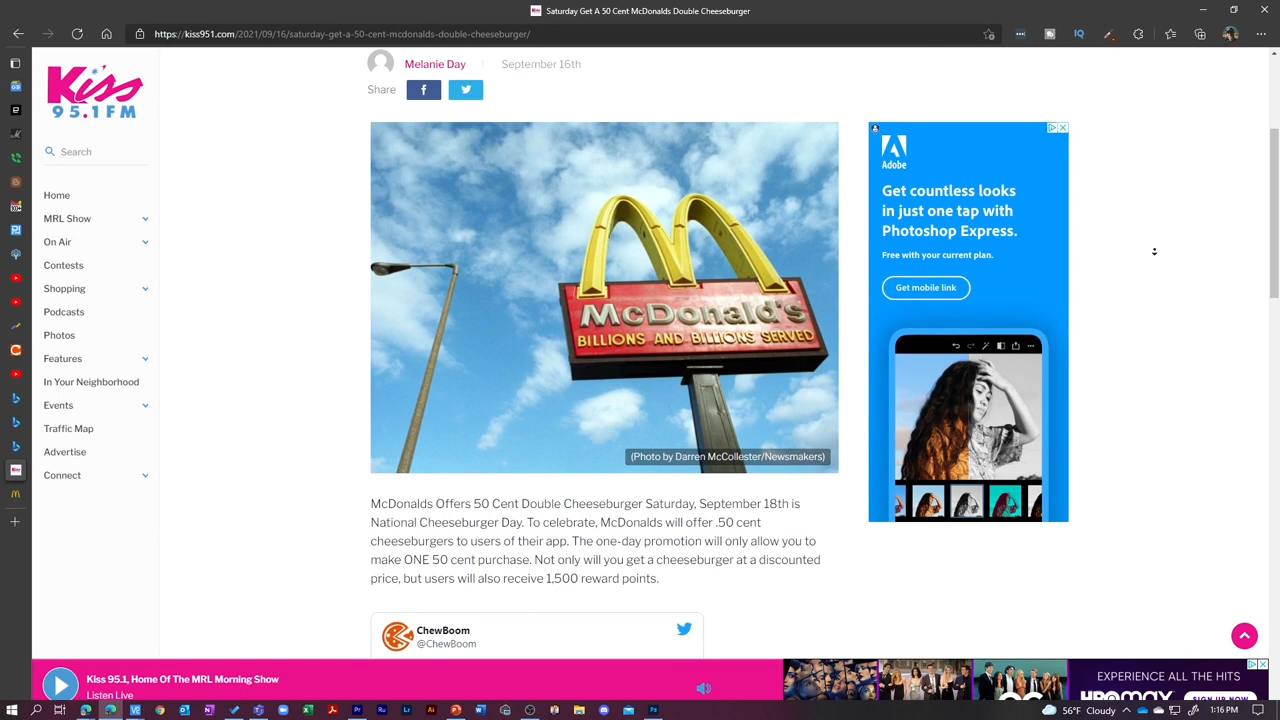 Saturday Get A 50 Cent McDonalds Double Cheeseburger
https://kiss951.com/2021/09/16/saturday-get-a-50-cent-mcdonalds-double-cheeseburger/
Kiss
95.1 FM
Search
Home
MRL Show
On Air
Contests
Shopping
Podcasts
Photos
Features
In Your Neighborhood
Events
Traffic Map
Advertise
Connect
Melanie Day
September 16th
Share
McDonald's
BILLIONS AND BILLIONS SERVED
(Photo by Darren McCollester/Newsmakers)
McDonalds Offers 50 Cent Double Cheeseburger Saturday, September 18th is
National Cheeseburger Day. To celebrate, McDonalds will offer .50 cent
cheeseburgers to users of their app. The one-day promotion will only allow you to
make ONE 50 cent purchase. Not only will you get a cheeseburger at a discounted
price, but users will also receive 1,500 reward points.
ChewBoom
@ChewBoom
Adobe
Get countless looks
in just one tap with
Photoshop Express.
Free with your current plan.
Get mobile link
Kiss 95.1, Home Of The MRL Morning Show
Listen Live
EXPERIENCE ALL THE HITS
HBOMAX
SIGN UP NOW
56°F Cloudy
1:16 PM